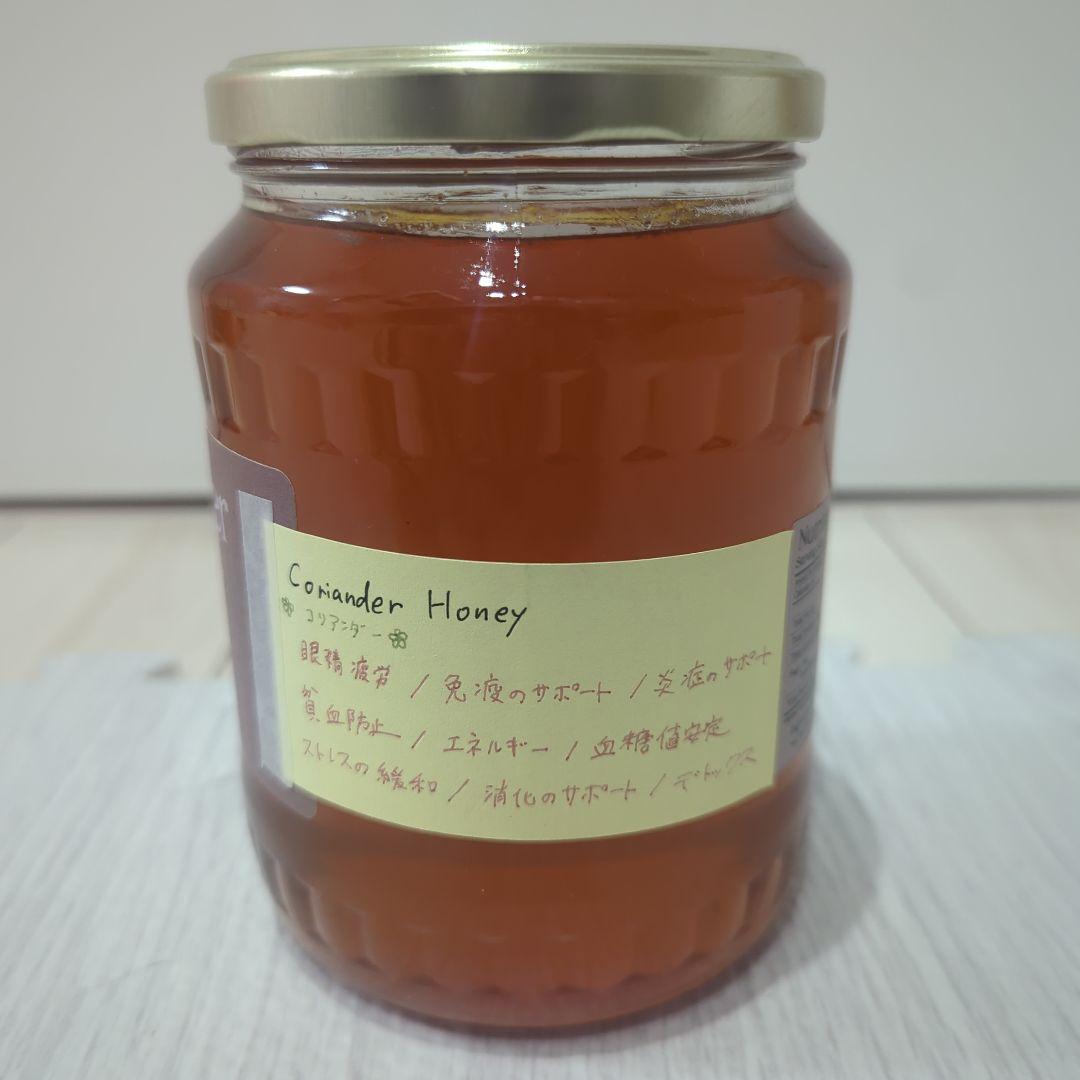 Coriander Honey
コリアンダー
眼精疲労 / 免疫のサポート / 炎症のサポート
貧血防止 / エネルギー / 血糖値安定
ストレスの緩和 / 消化のサポート / デトックス